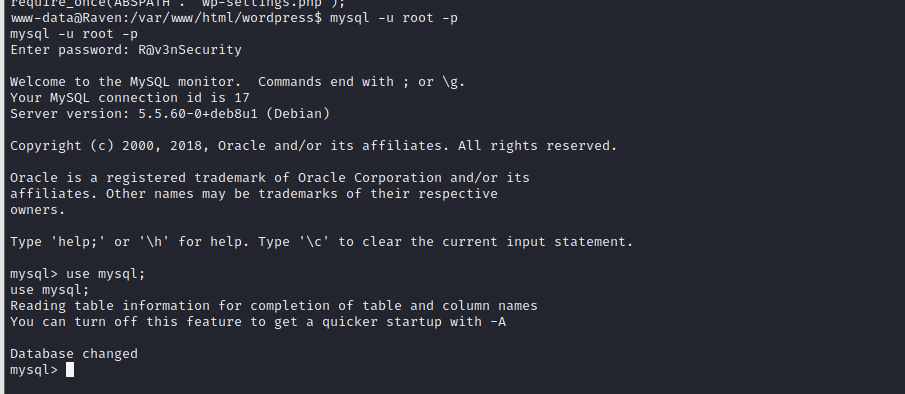 require_once(ABSPATH . 'wp-settings.php');
www-data@Raven:/var/www/html/wordpress$ mysql -u root -p
mysql -u root -p
Enter password: R@v3nSecurity
Welcome to the MySQL monitor.  Commands end with ; or \g.
Your MySQL connection id is 17
Server version: 5.5.60-0+deb8u1 (Debian)
Copyright (c) 2000, 2018, Oracle and/or its affiliates. All rights reserved.
Oracle is a registered trademark of Oracle Corporation and/or its
affiliates. Other names may be trademarks of their respective
owners.
Type 'help;' or '\h' for help. Type '\c' to clear the current input statement.
mysql> use mysql;
use mysql;
Reading table information for completion of table and column names
You can turn off this feature to get a quicker startup with -A
Database changed
mysql>